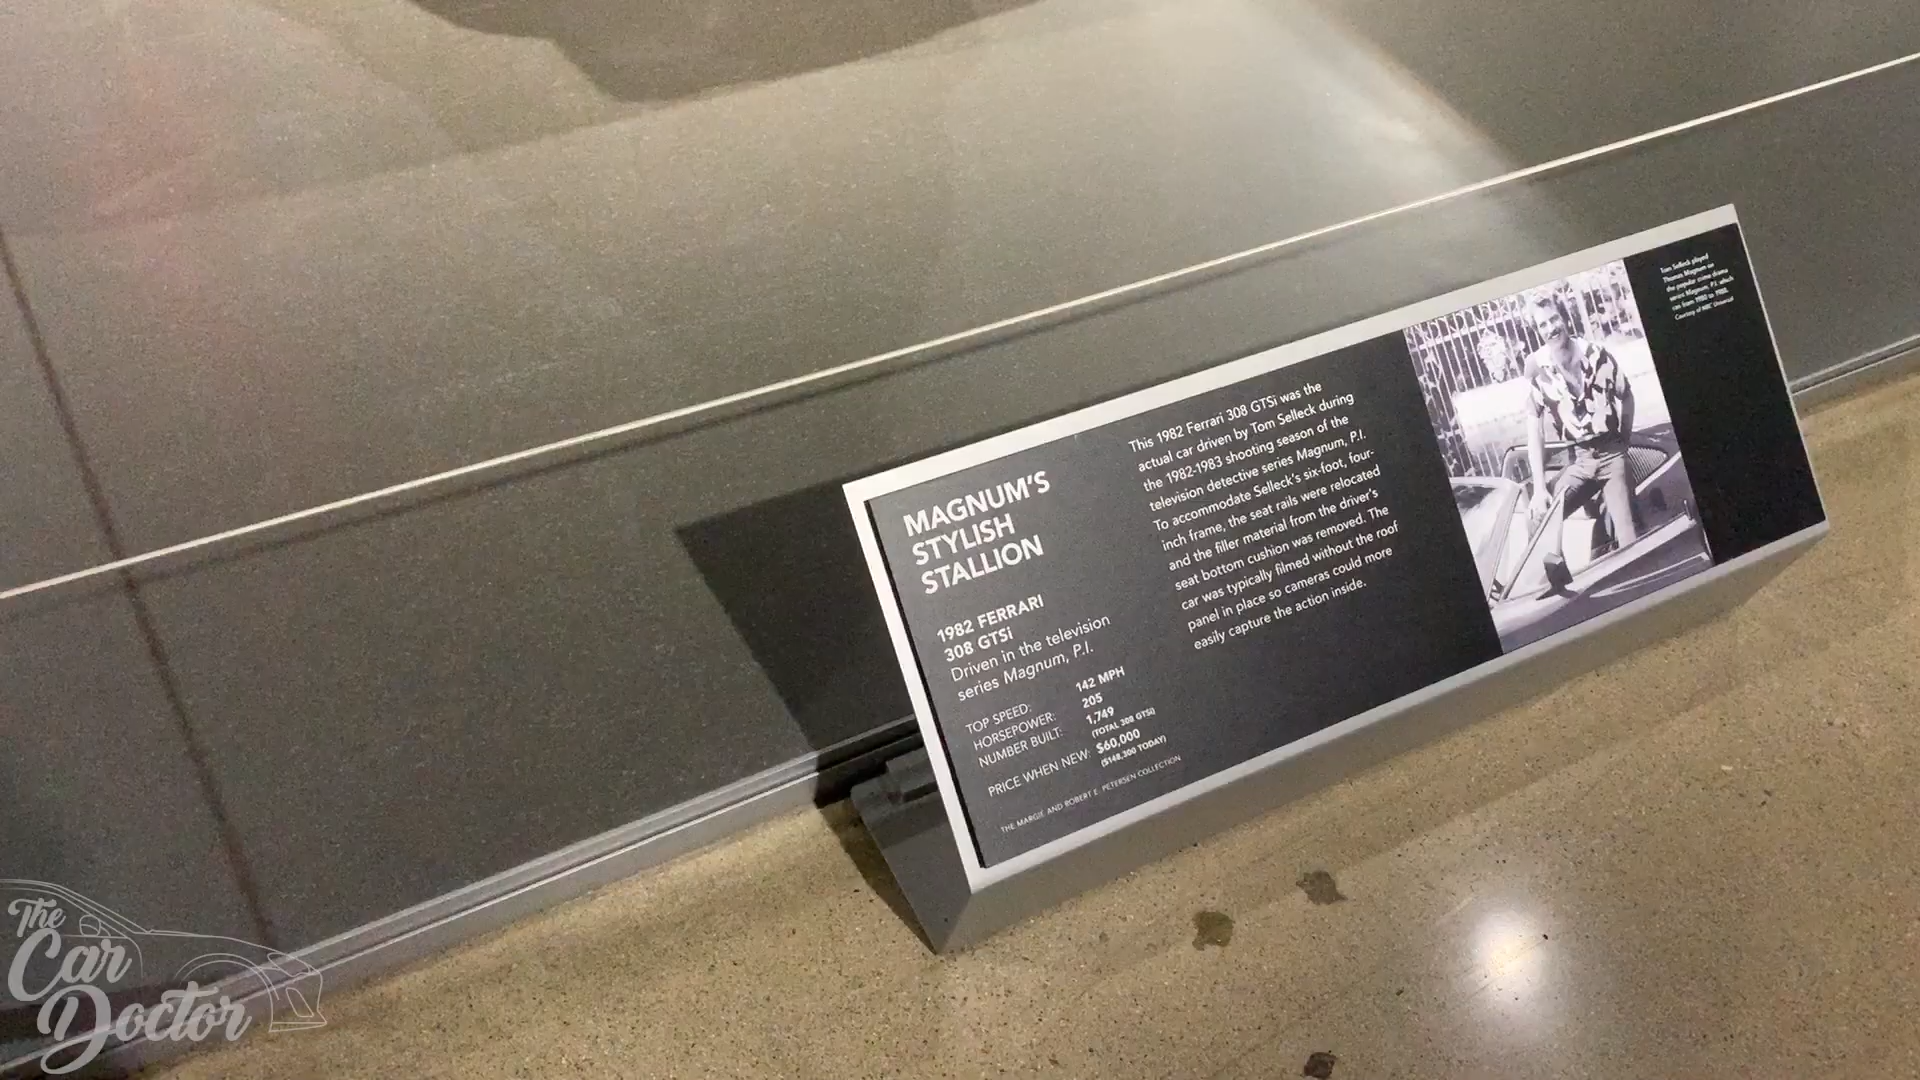 MAGNUM'S
STYLISH
STALLION
1982 FERRARI
308 GTSi
Driven in the television
series Magnum, P.I.
TOP SPEED: 142 MPH
HORSEPOWER: 205
NUMBER BUILT: 1,749
(TOTAL 308 GTSi)
PRICE WHEN NEW: $60,000
($148,300 TODAY)
THE MARGIE AND ROBERT E. PETERSEN COLLECTION
This 1982 Ferrari 308 GTSi was the
actual car driven by Tom Selleck during
the 1982-1983 shooting season of the
television detective series Magnum, P.I.
To accommodate Selleck's six-foot, four-
inch frame, the seat rails were relocated
and the filler material from the driver's
seat bottom cushion was removed. The
car was typically filmed without the roof
panel in place so cameras could more
easily capture the action inside.
Tom Selleck played
Thomas Magnum on
the popular crime drama
series Magnum, P.I. which
ran from 1980 to 1988.
Courtesy of NBC Universal
The
Car
Doctor